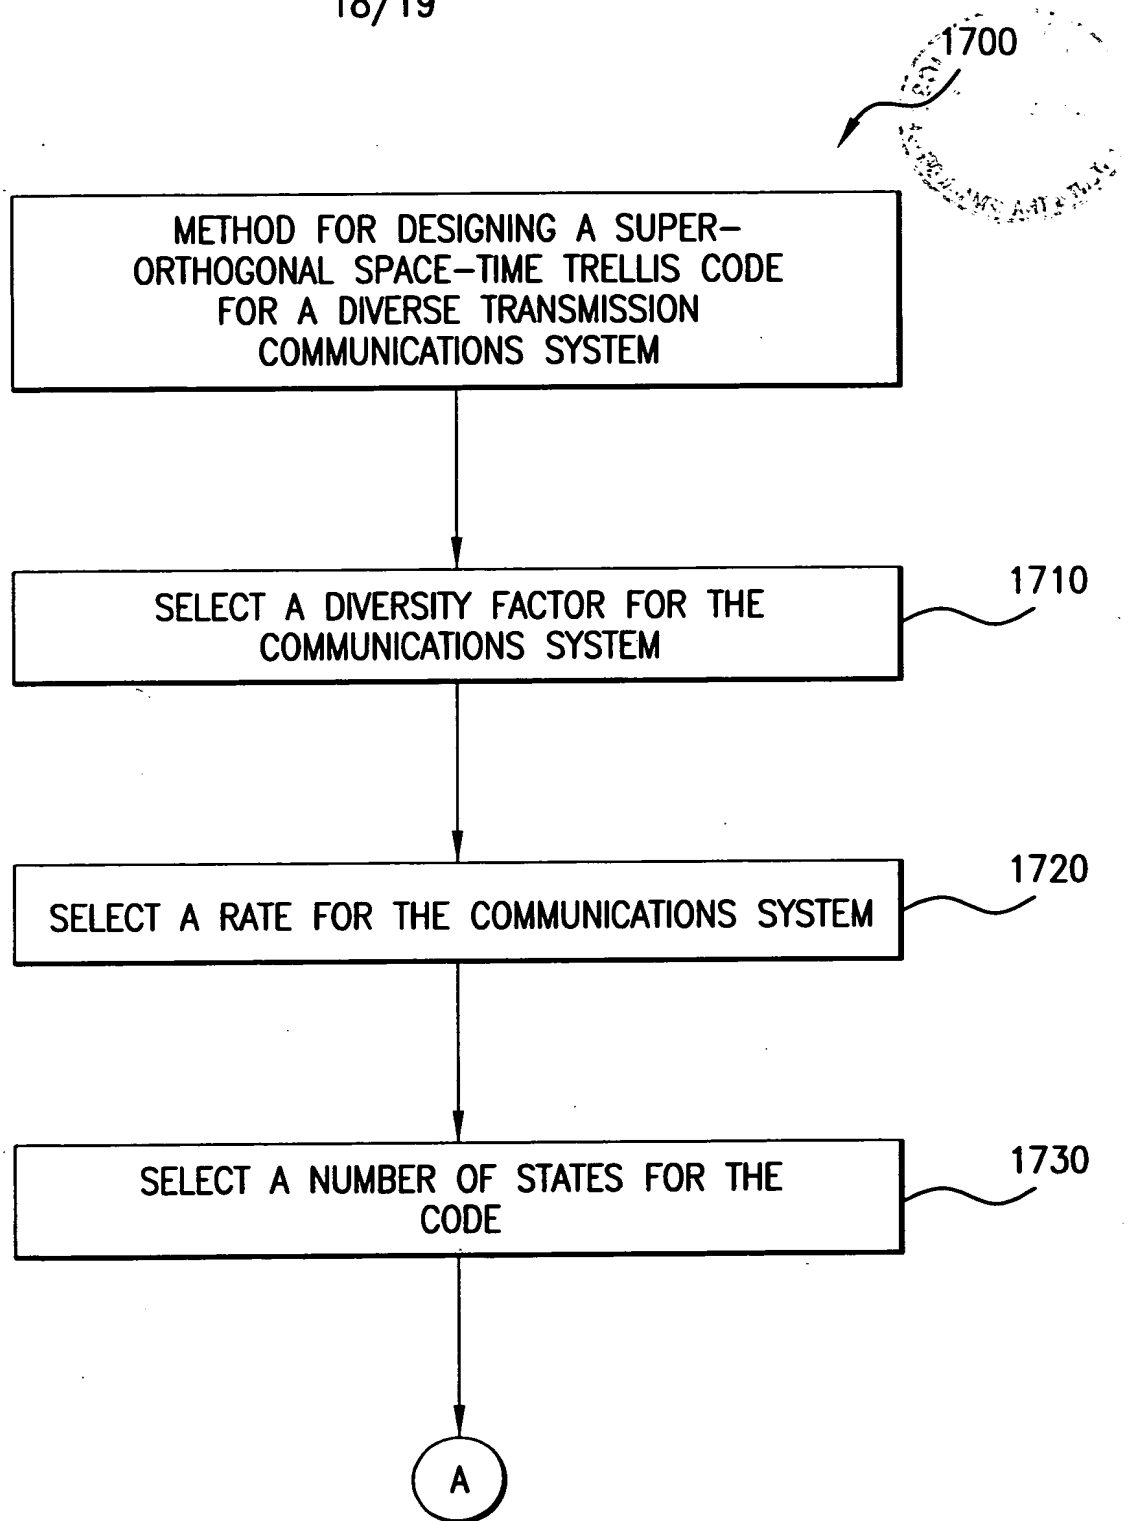 18/19
1700
METHOD FOR DESIGNING A SUPER-
ORTHOGONAL SPACE-TIME TRELLIS CODE
FOR A DIVERSE TRANSMISSION
COMMUNICATIONS SYSTEM
SELECT A DIVERSITY FACTOR FOR THE
COMMUNICATIONS SYSTEM
1710
SELECT A RATE FOR THE COMMUNICATIONS SYSTEM
1720
SELECT A NUMBER OF STATES FOR THE
CODE
1730
A